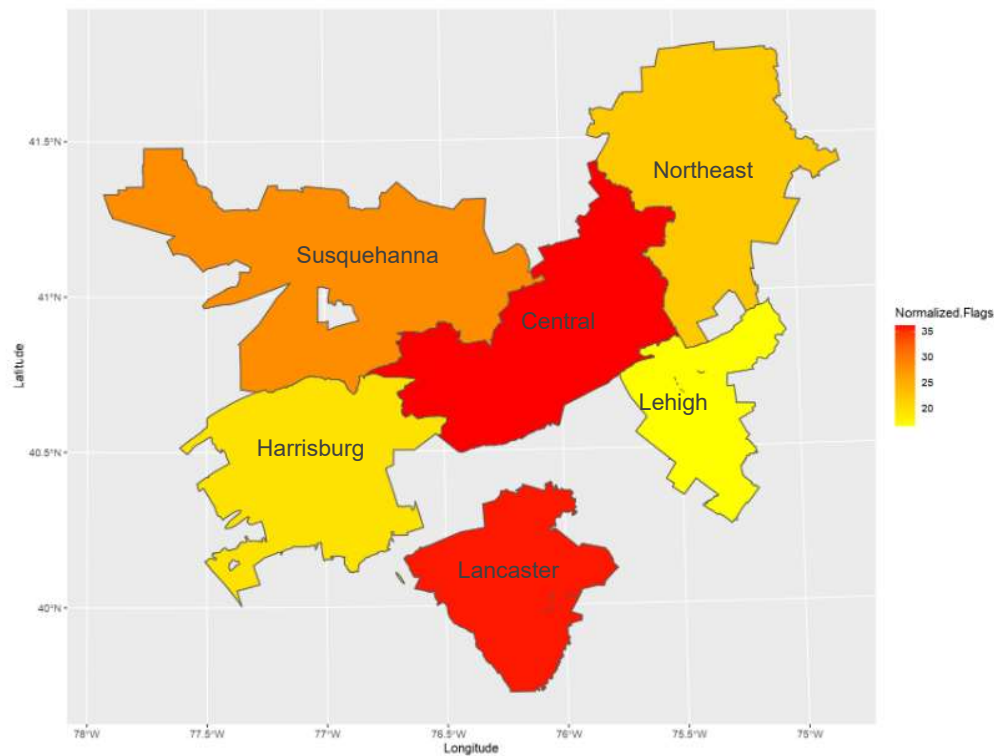 41.5°N
41°N
40.5°N
40°N
Latitude
Northeast
Susquehanna
Central
Lehigh
Harrisburg
Lancaster
78°W
77.5°W
77°W
76.5°W
76°W
75.5°W
75°W
Longitude
Normalized.Flags
35
30
25
20